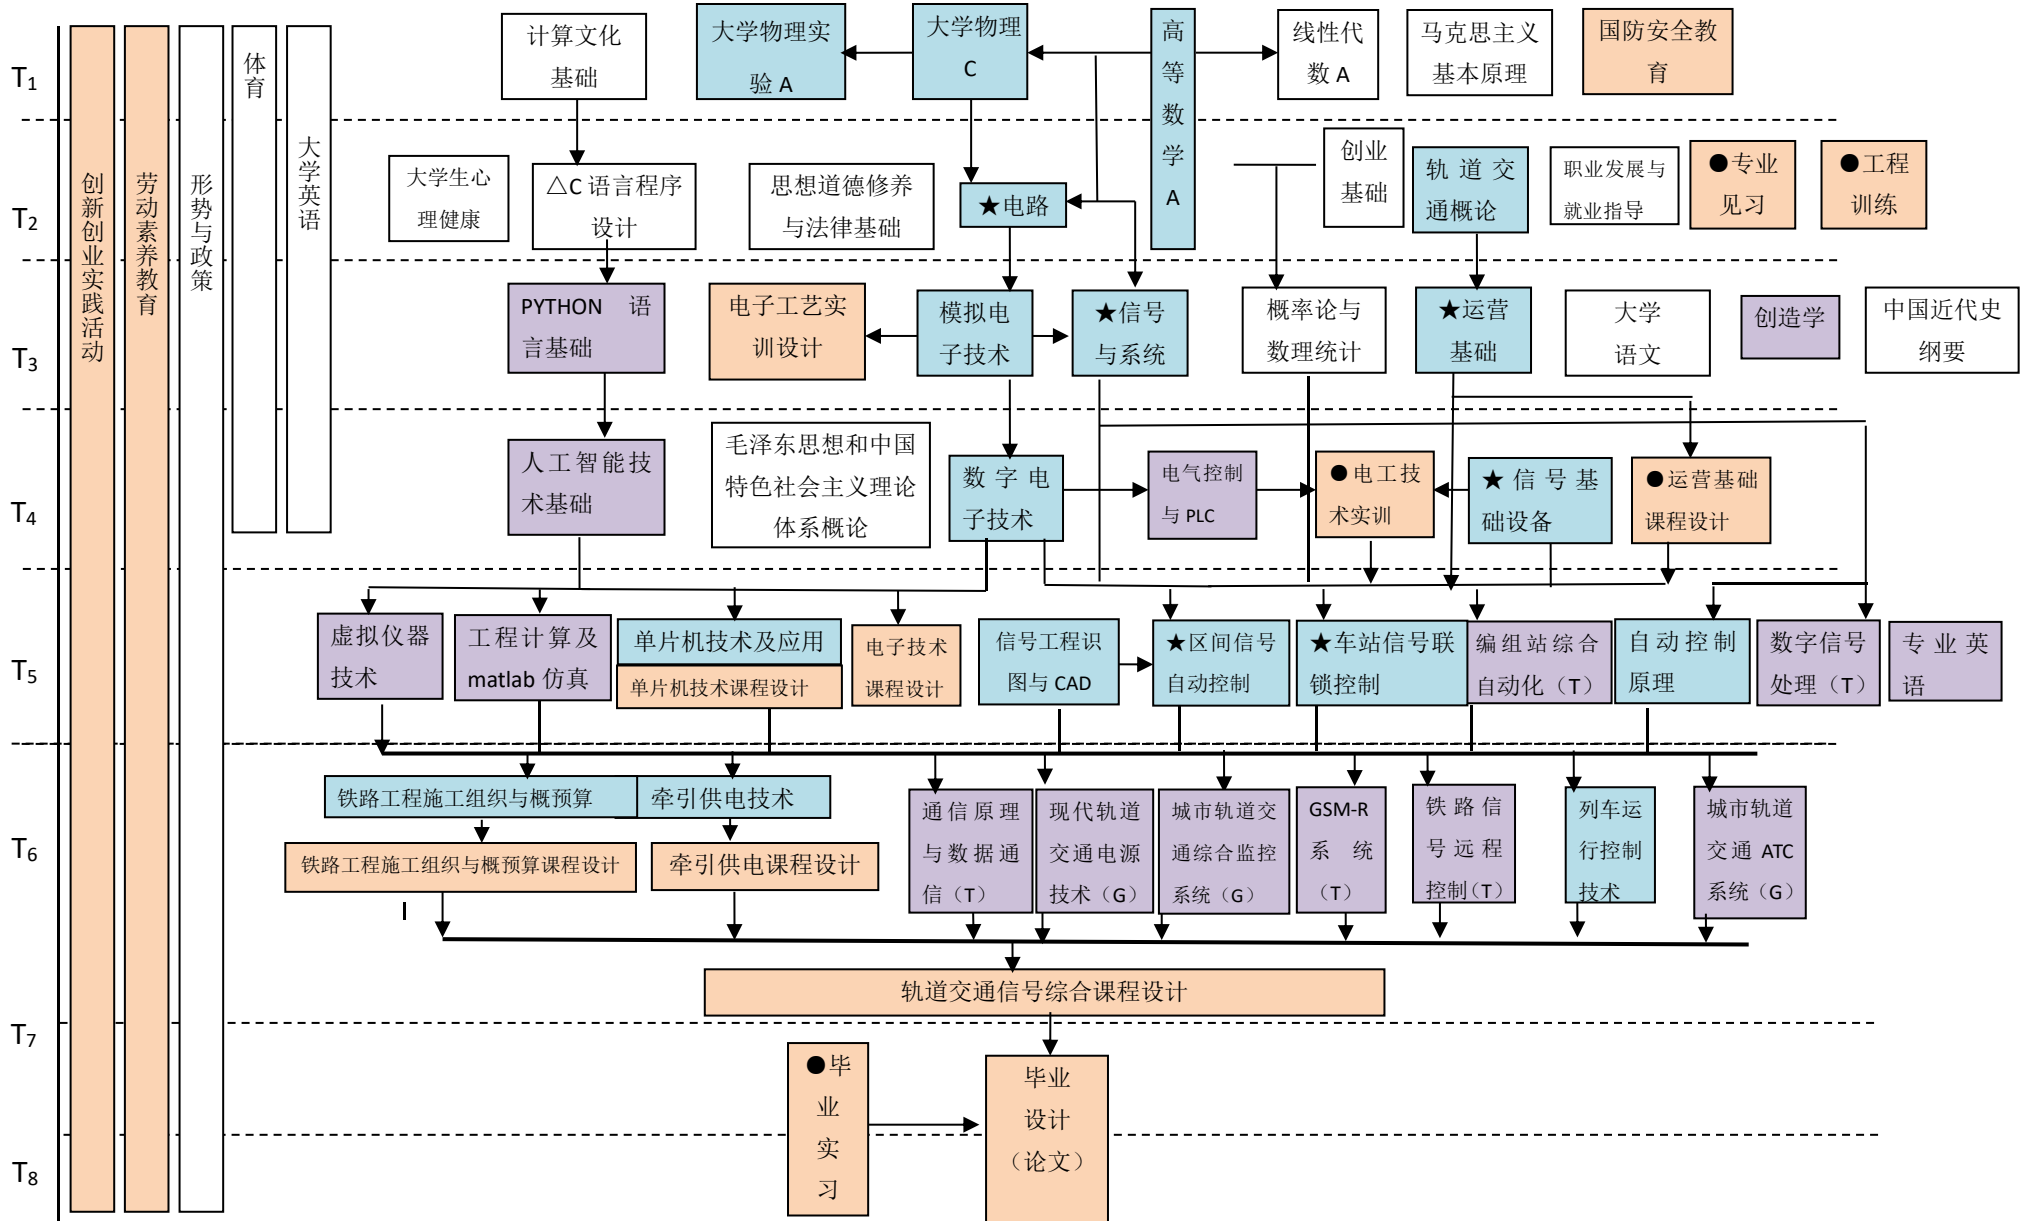 T1
T2
T3
T4
T5
T6
T7
T8
创新创业实践活动
劳动素养教育
形势与政策
体育
大学英语
计算文化
基础
大学物理实
验 A
大学物理
C
高等数学 A
线性代
数 A
马克思主义
基本原理
国防安全教
育
大学生心
理健康
△C 语言程序
设计
思想道德修养
与法律基础
★电路
创业
基础
轨道交
通概论
职业发展与
就业指导
●专业
见习
●工程
训练
PYTHON 语
言基础
电子工艺实
训设计
模拟电
子技术
★信号
与系统
概率论与
数理统计
★运营
基础
大学
语文
创造学
中国近代史
纲要
人工智能技
术基础
毛泽东思想和中国
特色社会主义理论
体系概论
数字电
子技术
电气控制
与 PLC
●电工技
术实训
★信号基
础设备
●运营基础
课程设计
虚拟仪器
技术
工程计算及
matlab 仿真
单片机技术及应用
单片机技术课程设计
电子技术
课程设计
信号工程识
图与 CAD
★区间信号
自动控制
★车站信号联
锁控制
编组站综合
自动化（T）
自动控制
原理
数字信号
处理（T）
专业英
语
铁路工程施工组织与概预算
牵引供电技术
铁路工程施工组织与概预算课程设计
牵引供电课程设计
通信原理
与数据通
信（T）
现代轨道
交通电源
技术（G）
城市轨道交
通综合监控
系统（G）
GSM-R
系统
（T）
铁路信
号远程
控制(T)
列车运
行控制
技术
城市轨道
交通 ATC
系统（G）
轨道交通信号综合课程设计
●毕
业
实
习
毕业
设计
（论文）